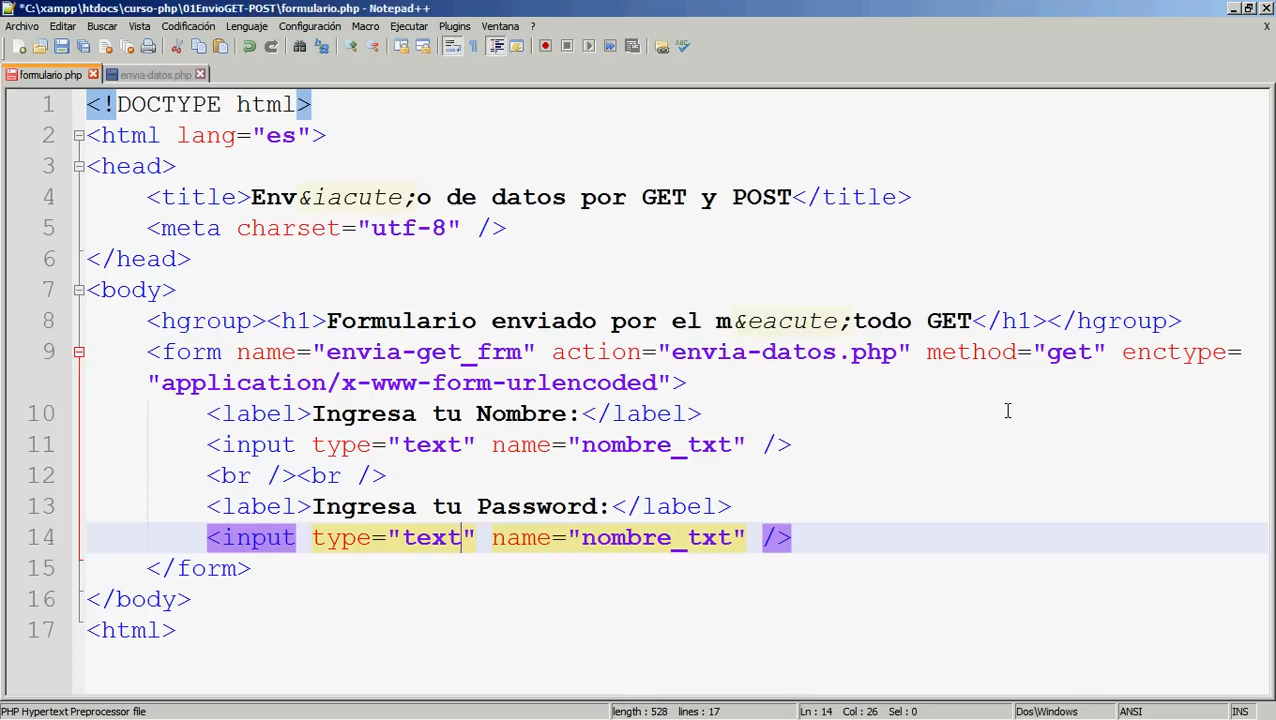 *C:\xampp\htdocs\curso-php\01EnvioGET-POST\formulario.php - Notepad++
Archivo Editar Buscar Vista Codificación Lenguaje Configuración Macro Ejecutar Plugins Ventana ? X
formulario.php envia-datos.php
1 <!DOCTYPE html>
2 <html lang="es">
3 <head>
4 <title>Env&iacute;o de datos por GET y POST</title>
5 <meta charset="utf-8" />
6 </head>
7 <body>
8 <hgroup><h1>Formulario enviado por el m&eacute;todo GET</h1></hgroup>
9 <form name="envia-get_frm" action="envia-datos.php" method="get" enctype=
"application/x-www-form-urlencoded">
10 <label>Ingresa tu Nombre:</label>
11 <input type="text" name="nombre_txt" />
12 <br /><br />
13 <label>Ingresa tu Password:</label>
14 <input type="text" name="nombre_txt" />
15 </form>
16 </body>
17 <html>
PHP Hypertext Preprocessor file length : 528 lines : 17 Ln : 14 Col : 26 Sel : 0 Dos\Windows ANSI INS